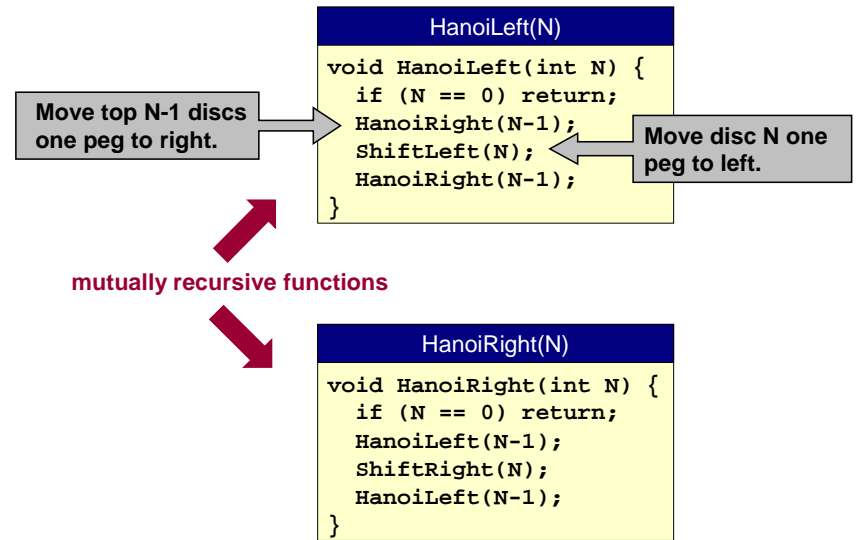 HanoiLeft(N)
void HanoiLeft(int N) {
if (N == 0) return;
HanoiRight(N-1);
ShiftLeft(N);
HanoiRight(N-1);
}
Move top N-1 discs
one peg to right.
Move disc N one
peg to left.
mutually recursive functions
HanoiRight(N)
void HanoiRight(int N) {
if (N == 0) return;
HanoiLeft(N-1);
ShiftRight(N);
HanoiLeft(N-1);
}